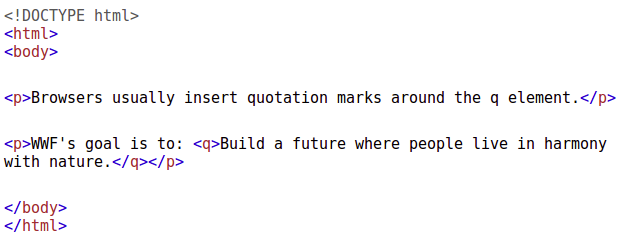 <!DOCTYPE html>
<html>
<body>
<p>Browsers usually insert quotation marks around the q element.</p>
<p>WWF's goal is to: <q>Build a future where people live in harmony
with nature.</q></p>
</body>
</html>